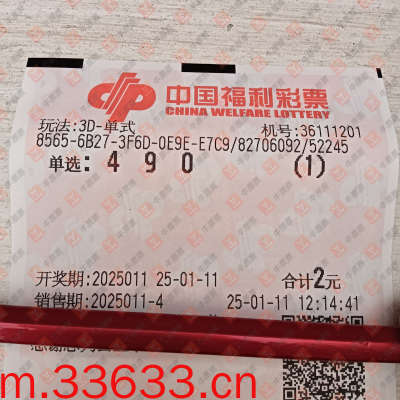 中国福利彩票
CHINA WELFARE LOTTERY
玩法:3D-单式 机号:36111201
8565-6B27-3F6D-0E9E-E7C9/82706092/52245
单选: 4 9 0 (1)
开奖期:2025011 25-01-11 合计2元
销售期:2025011-4 25-01-11 12:14:41
m.33633.cn